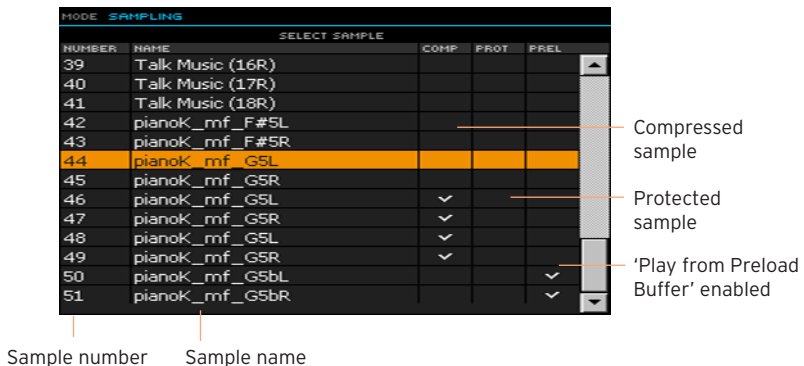 MODE SAMPLING
SELECT SAMPLE
NUMBER NAME COMP PROT PREL
39 Talk Music (16R)
40 Talk Music (17R)
41 Talk Music (18R)
42 pianoK_mf_F#5L
43 pianoK_mf_F#5R
44 pianoK_mf_G5L
45 pianoK_mf_G5R
46 pianoK_mf_G5L
47 pianoK_mf_G5R
48 pianoK_mf_G5L
49 pianoK_mf_G5R
50 pianoK_mf_G5bL
51 pianoK_mf_G5bR
Compressed
sample
Protected
sample
‘Play from Preload
Buffer’ enabled
Sample number Sample name